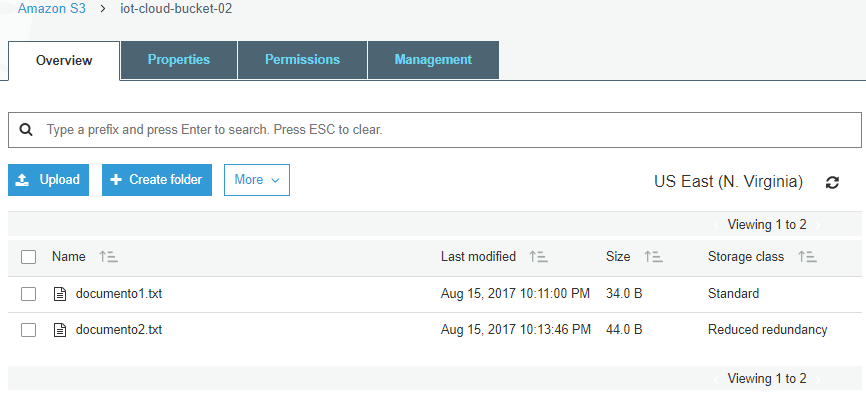 Amazon S3 > iot-cloud-bucket-02
Overview Properties Permissions Management
Type a prefix and press Enter to search. Press ESC to clear.
Upload + Create folder More US East (N. Virginia)
Viewing 1 to 2
Name Last modified Size Storage class
documento1.txt Aug 15, 2017 10:11:00 PM 34.0 B Standard
documento2.txt Aug 15, 2017 10:13:46 PM 44.0 B Reduced redundancy
Viewing 1 to 2